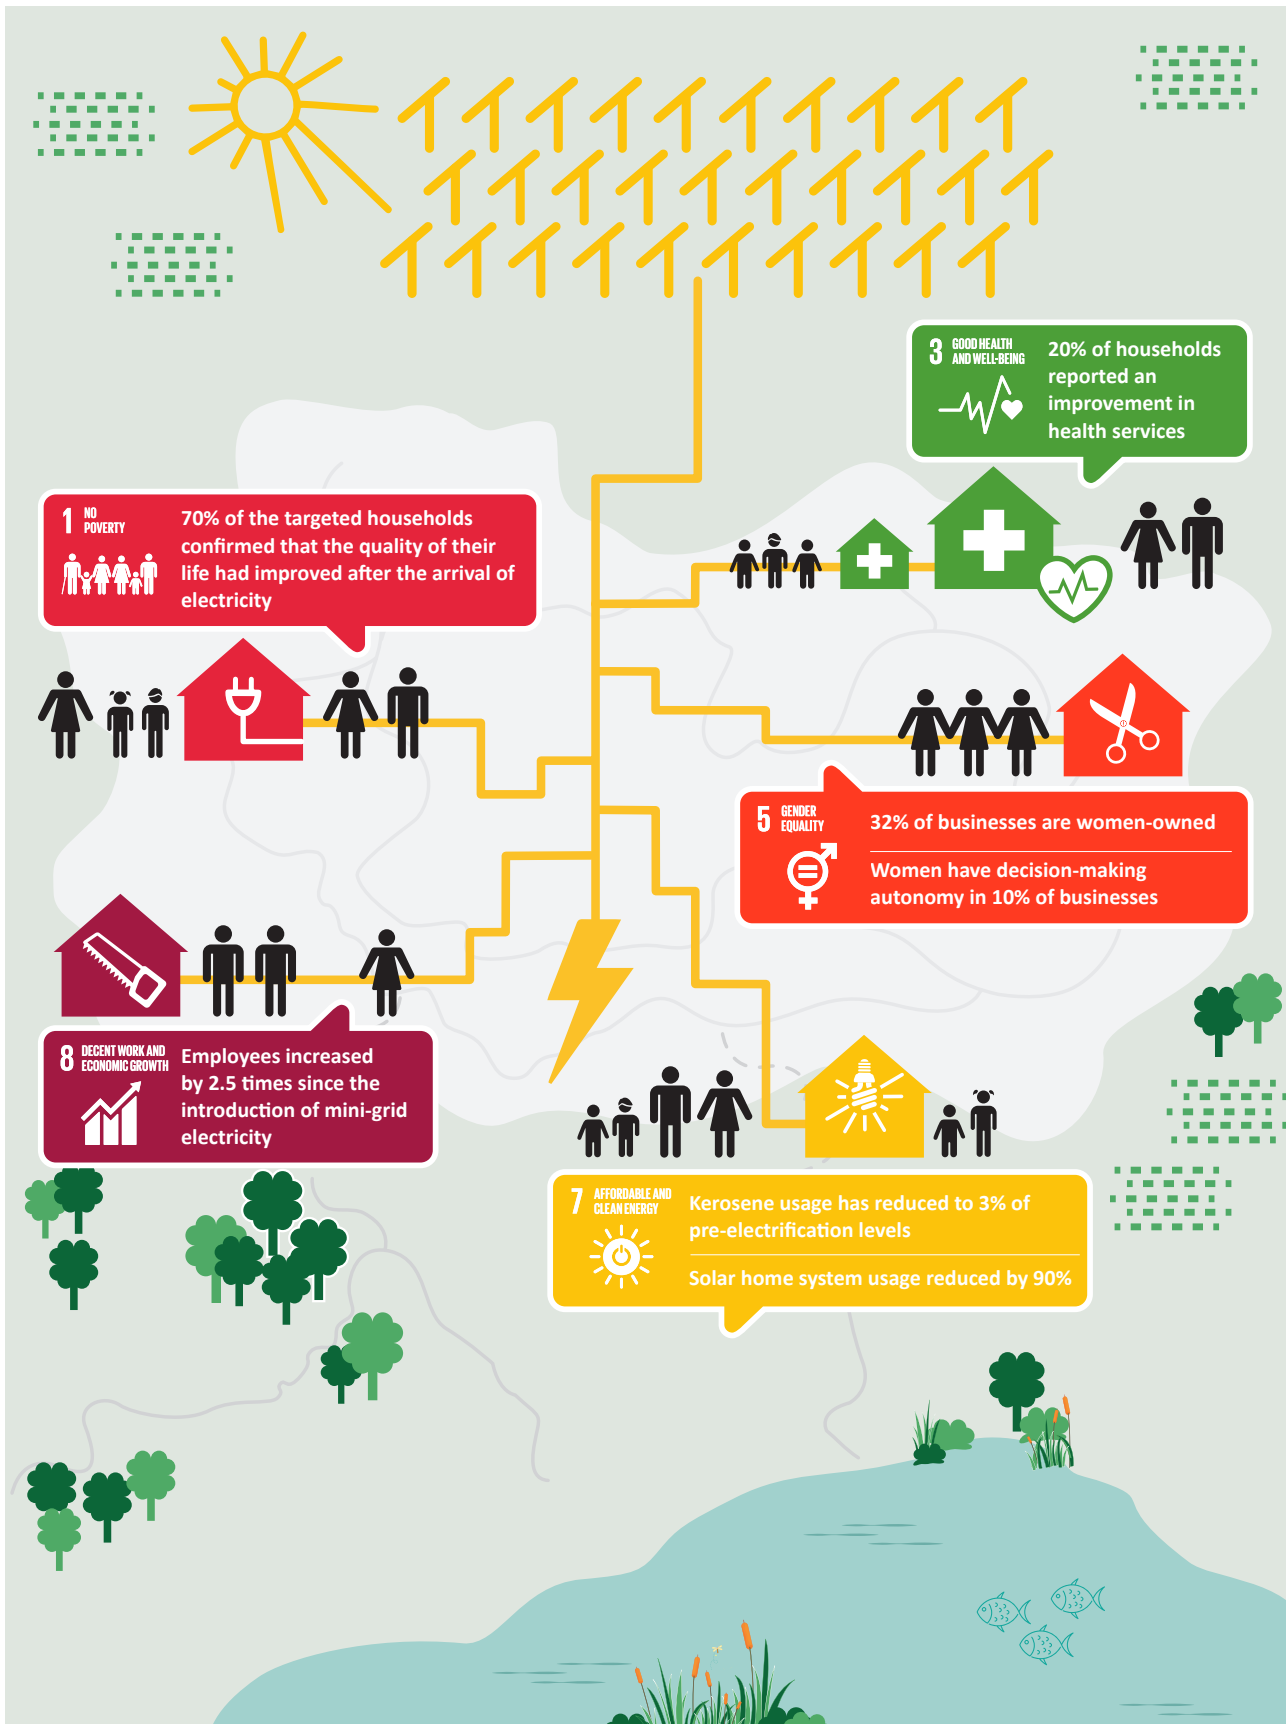 3 GOOD HEALTH
AND WELL-BEING
20% of households
reported an
improvement in
health services
1 NO
POVERTY
70% of the targeted households
confirmed that the quality of their
life had improved after the arrival of
electricity
5 GENDER
EQUALITY
32% of businesses are women-owned
Women have decision-making
autonomy in 10% of businesses
8 DECENT WORK AND
ECONOMIC GROWTH
Employees increased
by 2.5 times since the
introduction of mini-grid
electricity
7 AFFORDABLE AND
CLEAN ENERGY
Kerosene usage has reduced to 3% of
pre-electrification levels
Solar home system usage reduced by 90%